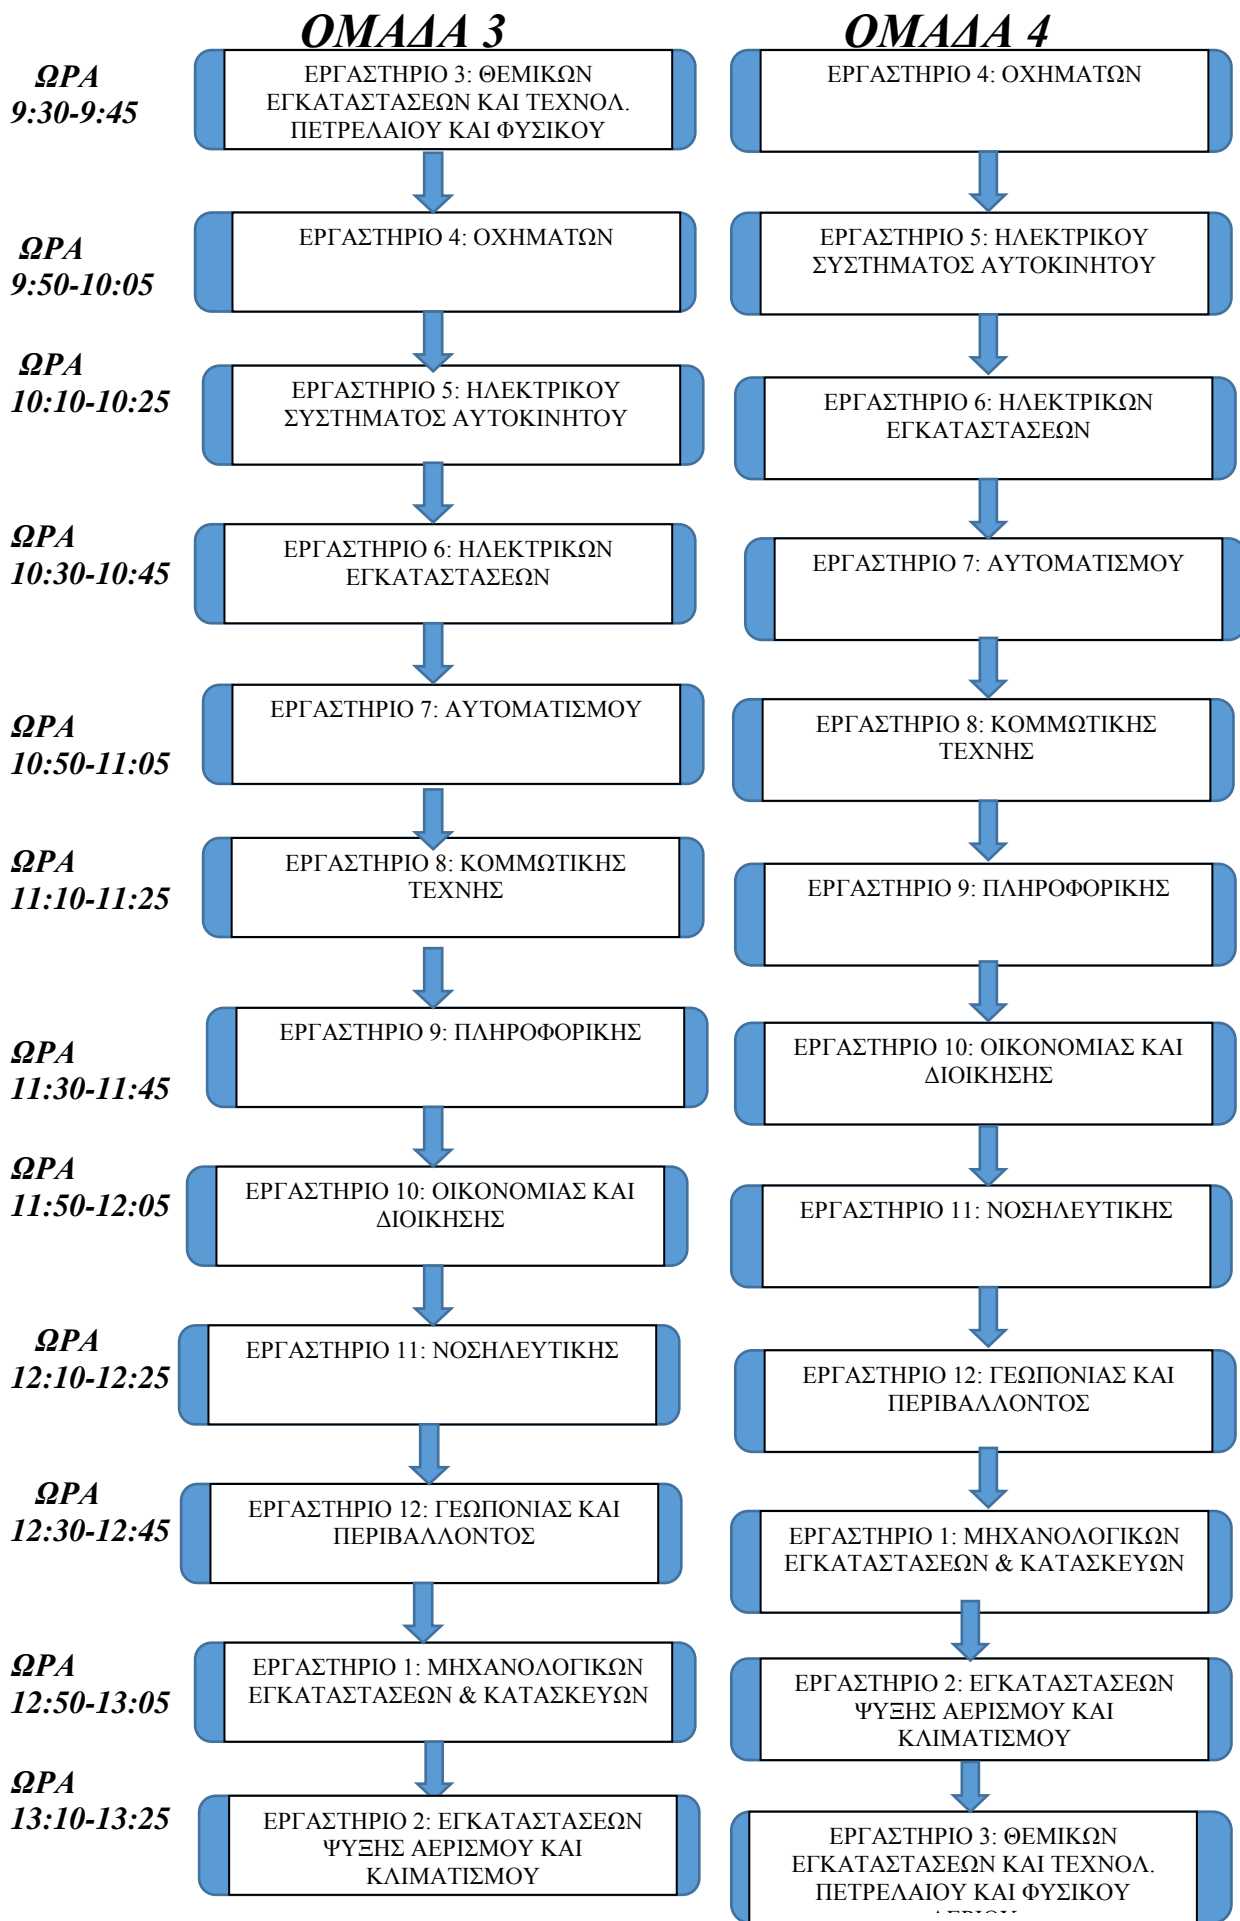 ΟΜΑΔΑ 3
ΟΜΑΔΑ 4
ΩΡΑ
9:30-9:45
ΕΡΓΑΣΤΗΡΙΟ 3: ΘΕΜΙΚΩΝ
ΕΓΚΑΤΑΣΤΑΣΕΩΝ ΚΑΙ ΤΕΧΝΟΛ.
ΠΕΤΡΕΛΑΙΟΥ ΚΑΙ ΦΥΣΙΚΟΥ
ΕΡΓΑΣΤΗΡΙΟ 4: ΟΧΗΜΑΤΩΝ
ΩΡΑ
9:50-10:05
ΕΡΓΑΣΤΗΡΙΟ 4: ΟΧΗΜΑΤΩΝ
ΕΡΓΑΣΤΗΡΙΟ 5: ΗΛΕΚΤΡΙΚΟΥ
ΣΥΣΤΗΜΑΤΟΣ ΑΥΤΟΚΙΝΗΤΟΥ
ΩΡΑ
10:10-10:25
ΕΡΓΑΣΤΗΡΙΟ 5: ΗΛΕΚΤΡΙΚΟΥ
ΣΥΣΤΗΜΑΤΟΣ ΑΥΤΟΚΙΝΗΤΟΥ
ΕΡΓΑΣΤΗΡΙΟ 6: ΗΛΕΚΤΡΙΚΩΝ
ΕΓΚΑΤΑΣΤΑΣΕΩΝ
ΩΡΑ
10:30-10:45
ΕΡΓΑΣΤΗΡΙΟ 6: ΗΛΕΚΤΡΙΚΩΝ
ΕΓΚΑΤΑΣΤΑΣΕΩΝ
ΕΡΓΑΣΤΗΡΙΟ 7: ΑΥΤΟΜΑΤΙΣΜΟΥ
ΩΡΑ
10:50-11:05
ΕΡΓΑΣΤΗΡΙΟ 7: ΑΥΤΟΜΑΤΙΣΜΟΥ
ΕΡΓΑΣΤΗΡΙΟ 8: ΚΟΜΜΩΤΙΚΗΣ
ΤΕΧΝΗΣ
ΩΡΑ
11:10-11:25
ΕΡΓΑΣΤΗΡΙΟ 8: ΚΟΜΜΩΤΙΚΗΣ
ΤΕΧΝΗΣ
ΕΡΓΑΣΤΗΡΙΟ 9: ΠΛΗΡΟΦΟΡΙΚΗΣ
ΩΡΑ
11:30-11:45
ΕΡΓΑΣΤΗΡΙΟ 9: ΠΛΗΡΟΦΟΡΙΚΗΣ
ΕΡΓΑΣΤΗΡΙΟ 10: ΟΙΚΟΝΟΜΙΑΣ ΚΑΙ
ΔΙΟΙΚΗΣΗΣ
ΩΡΑ
11:50-12:05
ΕΡΓΑΣΤΗΡΙΟ 10: ΟΙΚΟΝΟΜΙΑΣ ΚΑΙ
ΔΙΟΙΚΗΣΗΣ
ΕΡΓΑΣΤΗΡΙΟ 11: ΝΟΣΗΛΕΥΤΙΚΗΣ
ΩΡΑ
12:10-12:25
ΕΡΓΑΣΤΗΡΙΟ 11: ΝΟΣΗΛΕΥΤΙΚΗΣ
ΕΡΓΑΣΤΗΡΙΟ 12: ΓΕΩΠΟΝΙΑΣ ΚΑΙ
ΠΕΡΙΒΑΛΛΟΝΤΟΣ
ΩΡΑ
12:30-12:45
ΕΡΓΑΣΤΗΡΙΟ 12: ΓΕΩΠΟΝΙΑΣ ΚΑΙ
ΠΕΡΙΒΑΛΛΟΝΤΟΣ
ΕΡΓΑΣΤΗΡΙΟ 1: ΜΗΧΑΝΟΛΟΓΙΚΩΝ
ΕΓΚΑΤΑΣΤΑΣΕΩΝ & ΚΑΤΑΣΚΕΥΩΝ
ΩΡΑ
12:50-13:05
ΕΡΓΑΣΤΗΡΙΟ 1: ΜΗΧΑΝΟΛΟΓΙΚΩΝ
ΕΓΚΑΤΑΣΤΑΣΕΩΝ & ΚΑΤΑΣΚΕΥΩΝ
ΕΡΓΑΣΤΗΡΙΟ 2: ΕΓΚΑΤΑΣΤΑΣΕΩΝ
ΨΥΞΗΣ ΑΕΡΙΣΜΟΥ ΚΑΙ
ΚΛΙΜΑΤΙΣΜΟΥ
ΩΡΑ
13:10-13:25
ΕΡΓΑΣΤΗΡΙΟ 2: ΕΓΚΑΤΑΣΤΑΣΕΩΝ
ΨΥΞΗΣ ΑΕΡΙΣΜΟΥ ΚΑΙ
ΚΛΙΜΑΤΙΣΜΟΥ
ΕΡΓΑΣΤΗΡΙΟ 3: ΘΕΜΙΚΩΝ
ΕΓΚΑΤΑΣΤΑΣΕΩΝ ΚΑΙ ΤΕΧΝΟΛ.
ΠΕΤΡΕΛΑΙΟΥ ΚΑΙ ΦΥΣΙΚΟΥ